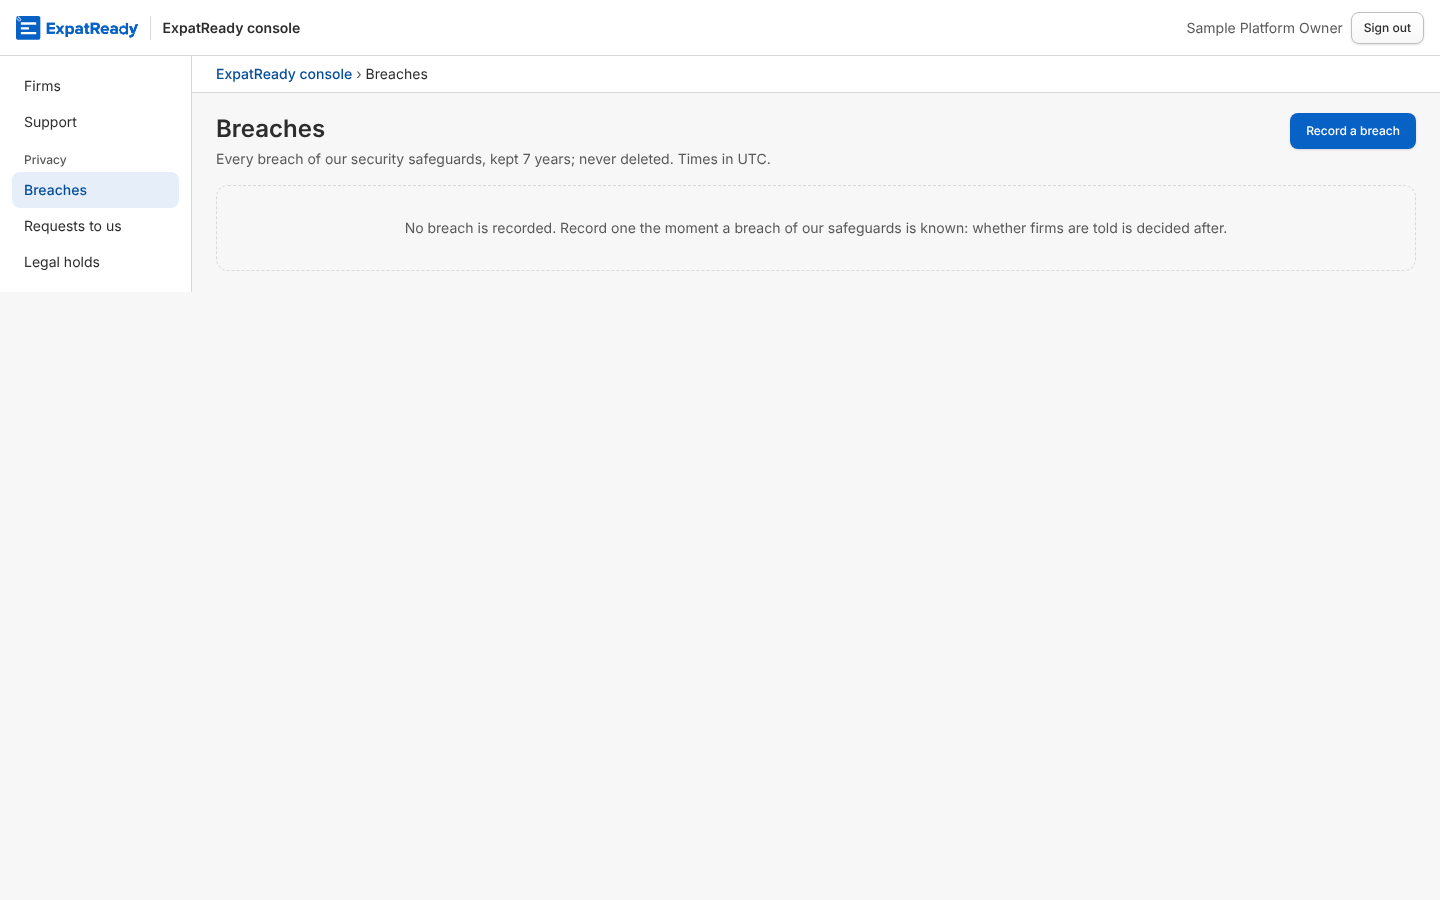 ExpatReady
ExpatReady console
Sample Platform Owner
Sign out
Firms
Support
Privacy
Breaches
Requests to us
Legal holds
ExpatReady console › Breaches
Breaches
Record a breach
Every breach of our security safeguards, kept 7 years; never deleted. Times in UTC.
No breach is recorded. Record one the moment a breach of our safeguards is known: whether firms are told is decided after.